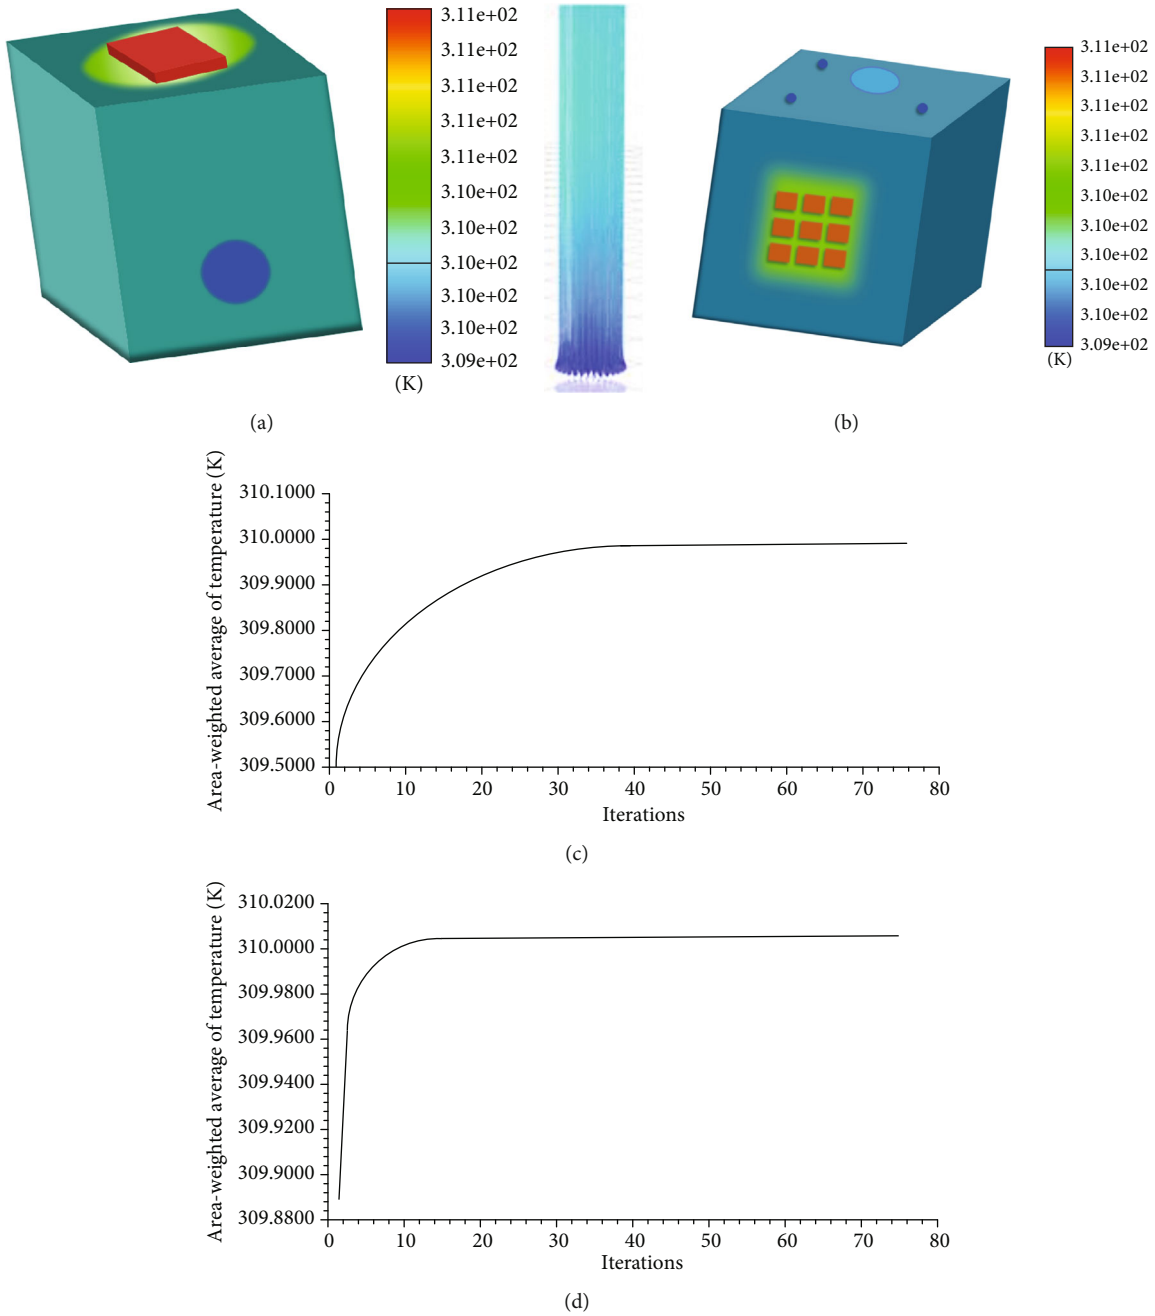 3.11e+02
3.11e+02
3.11e+02
3.11e+02
3.11e+02
3.10e+02
3.10e+02
3.10e+02
3.10e+02
3.10e+02
3.09e+02
(K)
(a)
3.11e+02
3.11e+02
3.11e+02
3.11e+02
3.11e+02
3.10e+02
3.10e+02
3.10e+02
3.10e+02
3.10e+02
3.09e+02
(K)
(b)
Area-weighted average of temperature (K)
310.1000
310.0000
309.9000
309.8000
309.7000
309.6000
309.5000
0 10 20 30 40 50 60 70 80
Iterations
(c)
Area-weighted average of temperature (K)
310.0200
310.0000
309.9800
309.9600
309.9400
309.9200
309.9000
309.8800
0 10 20 30 40 50 60 70 80
Iterations
(d)